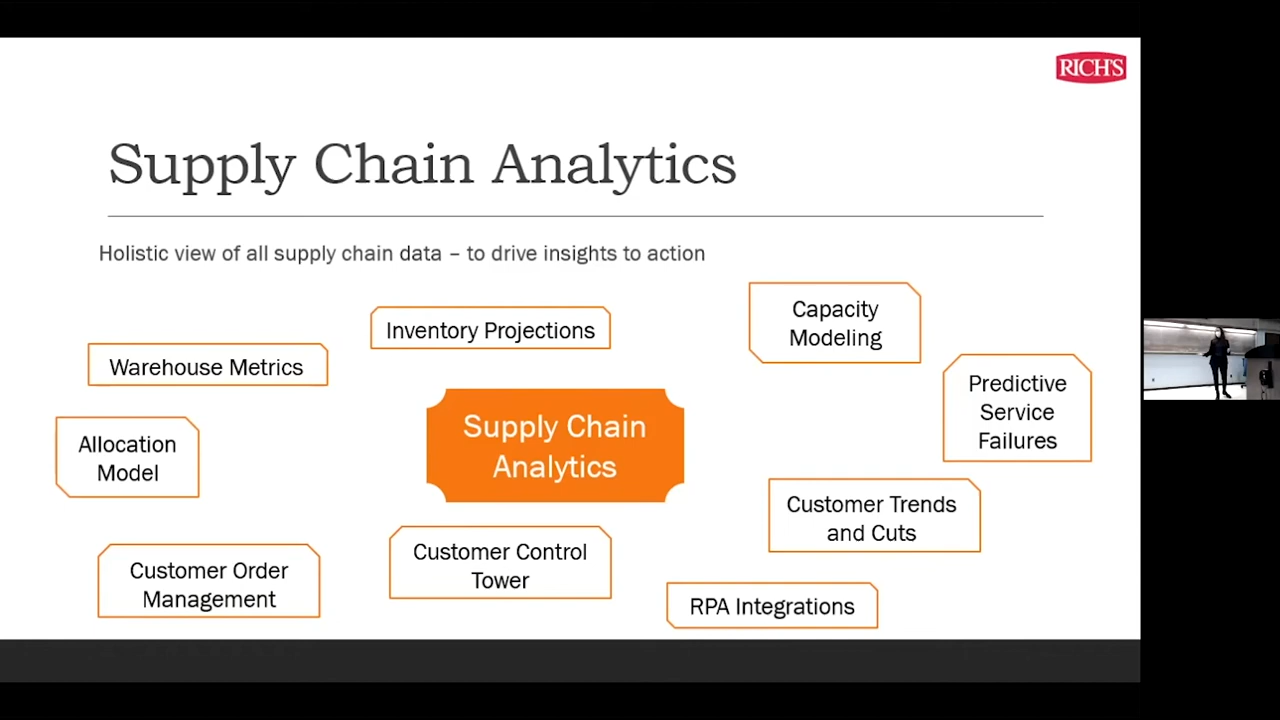 RICH'S
Supply Chain Analytics
Holistic view of all supply chain data – to drive insights to action
Inventory Projections
Capacity
Modeling
Warehouse Metrics
Predictive
Service
Failures
Allocation
Model
Supply Chain
Analytics
Customer Trends
and Cuts
Customer Control
Tower
Customer Order
Management
RPA Integrations